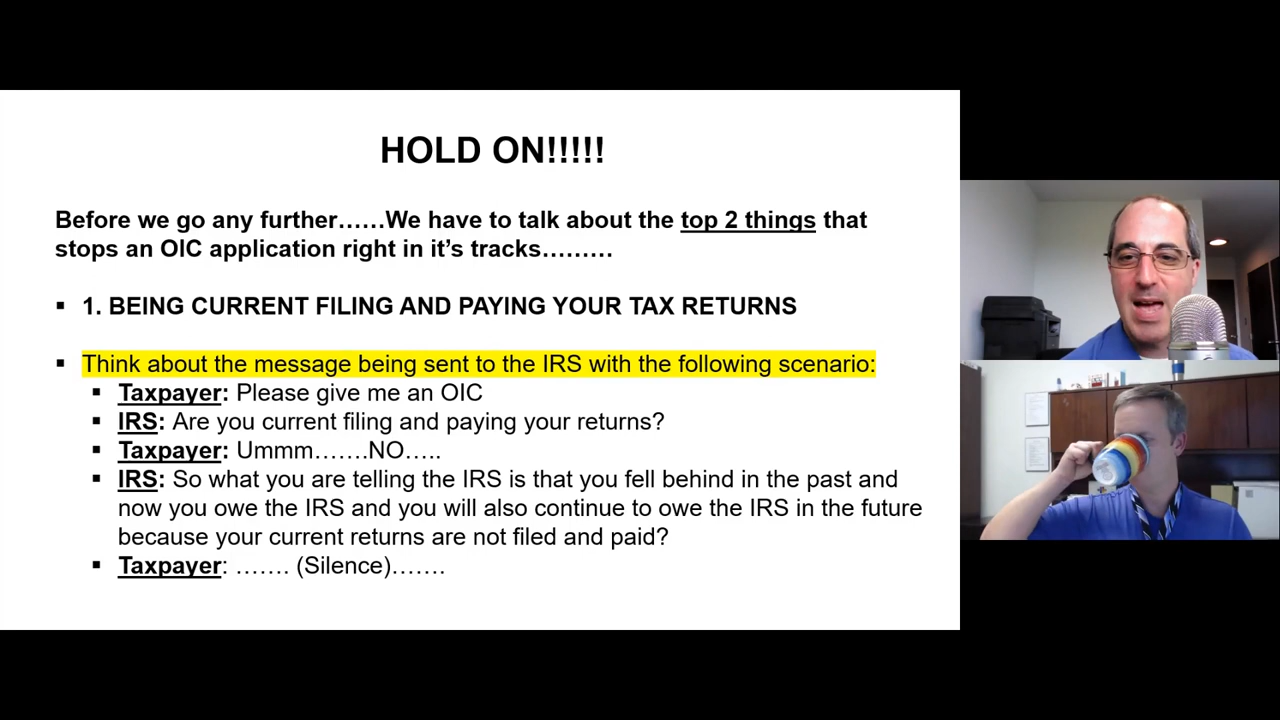 HOLD ON!!!!!
Before we go any further……We have to talk about the top 2 things that
stops an OIC application right in it’s tracks………
▪ 1. BEING CURRENT FILING AND PAYING YOUR TAX RETURNS
▪ Think about the message being sent to the IRS with the following scenario:
▪ Taxpayer: Please give me an OIC
▪ IRS: Are you current filing and paying your returns?
▪ Taxpayer: Ummm…….NO…..
▪ IRS: So what you are telling the IRS is that you fell behind in the past and
now you owe the IRS and you will also continue to owe the IRS in the future
because your current returns are not filed and paid?
▪ Taxpayer: ……. (Silence)…….